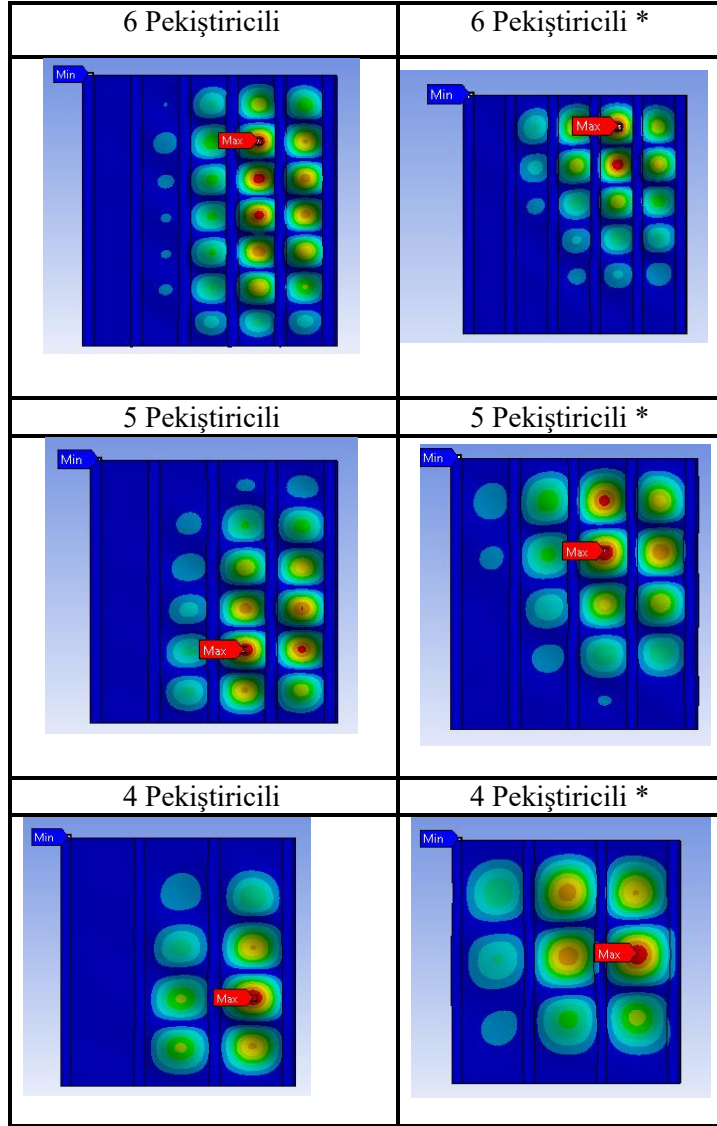 6 Pekiştiricili
6 Pekiştiricili *
Min
Max
Min
Max
5 Pekiştiricili
5 Pekiştiricili *
Min
Max
Min
Max
4 Pekiştiricili
4 Pekiştiricili *
Min
Max
Min
Max